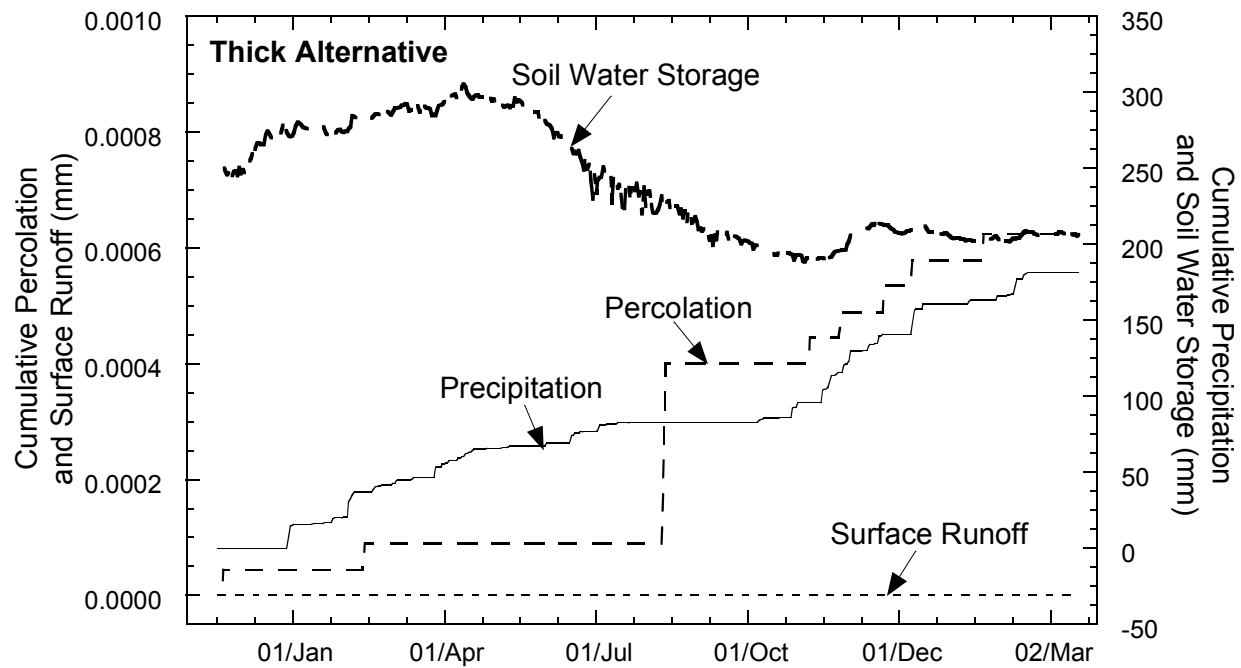 Thick Alternative
Soil Water Storage
Percolation
Precipitation
Surface Runoff
Cumulative Percolation
and Surface Runoff (mm)
0.0010
0.0008
0.0006
0.0004
0.0002
0.0000
Cumulative Precipitation
and Soil Water Storage (mm)
350
300
250
200
150
100
50
0
-50
01/Jan
01/Apr
01/Jul
01/Oct
01/Dec
02/Mar